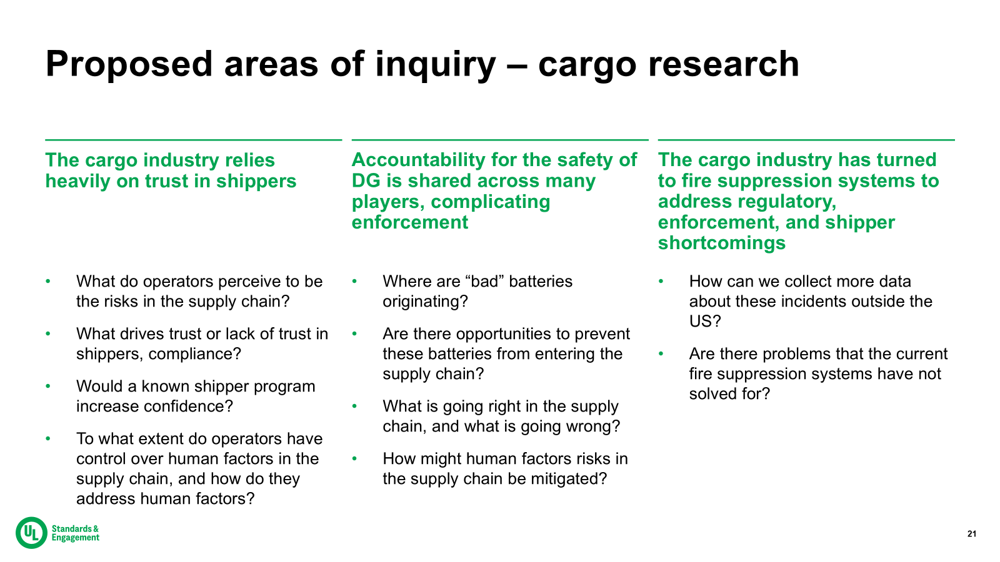 Proposed areas of inquiry – cargo research
The cargo industry relies
heavily on trust in shippers
• What do operators perceive to be
the risks in the supply chain?
• What drives trust or lack of trust in
shippers, compliance?
• Would a known shipper program
increase confidence?
• To what extent do operators have
control over human factors in the
supply chain, and how do they
address human factors?
Accountability for the safety of
DG is shared across many
players, complicating
enforcement
• Where are “bad” batteries
originating?
• Are there opportunities to prevent
these batteries from entering the
supply chain?
• What is going right in the supply
chain, and what is going wrong?
• How might human factors risks in
the supply chain be mitigated?
The cargo industry has turned
to fire suppression systems to
address regulatory,
enforcement, and shipper
shortcomings
• How can we collect more data
about these incidents outside the
US?
• Are there problems that the current
fire suppression systems have not
solved for?
UL
Standards &
Engagement
21